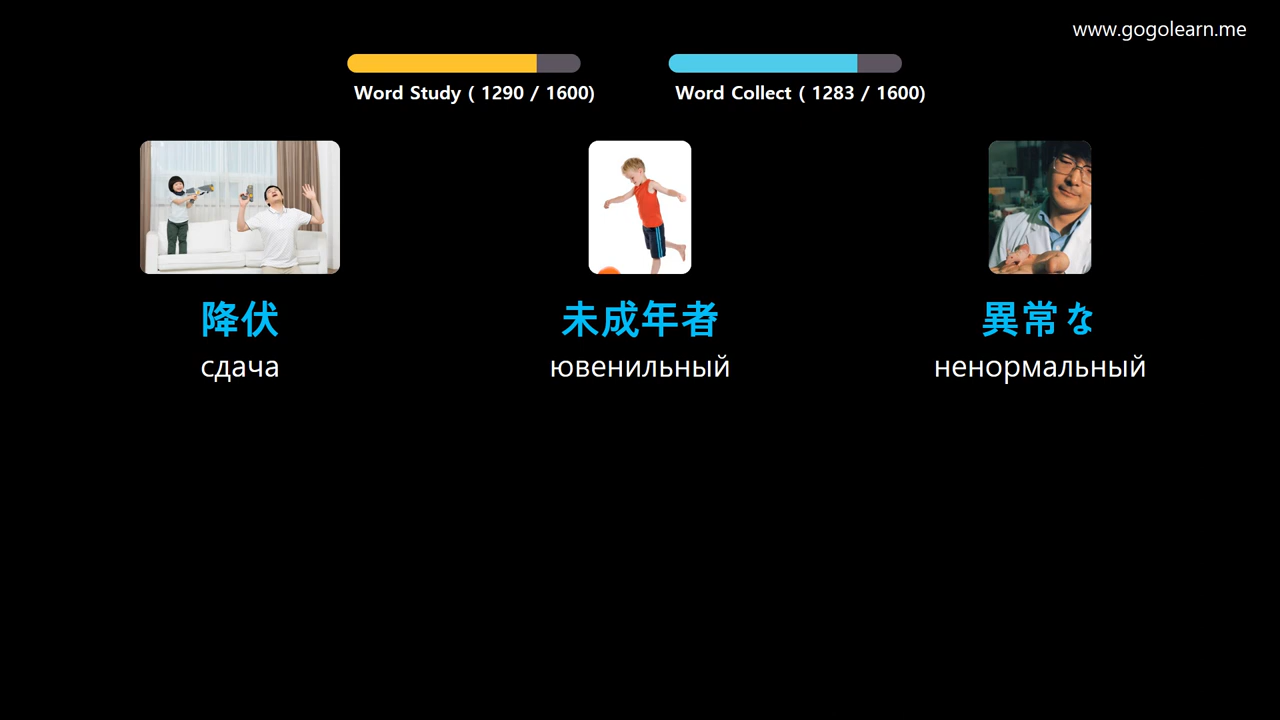 www.gogolearn.me
Word Study ( 1290 / 1600)
Word Collect ( 1283 / 1600)
降伏
未成年者
異常な
сдача
ювенильный
ненормальный